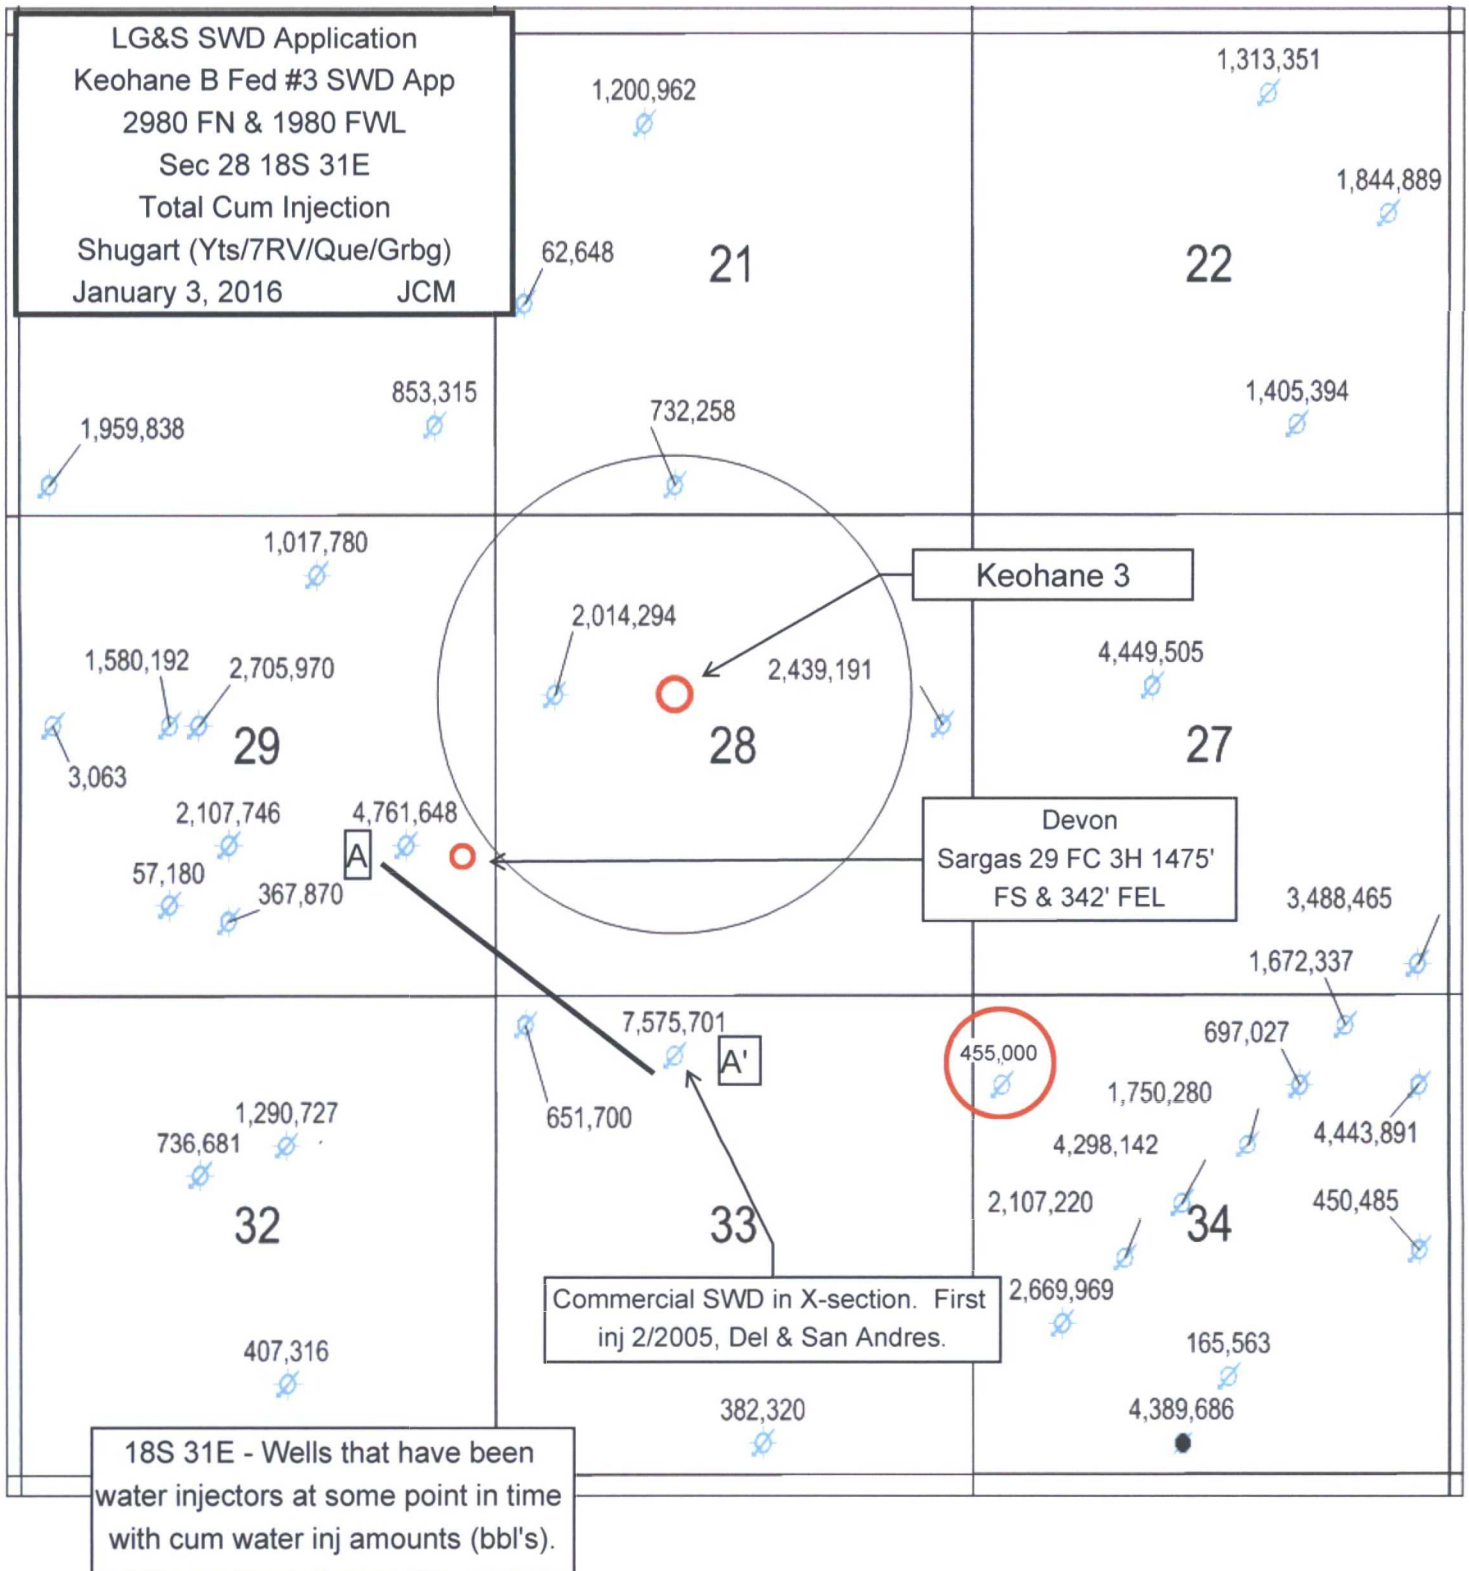 LG&S SWD Application
Keohane B Fed #3 SWD App
2980 FN & 1980 FWL
Sec 28 18S 31E
Total Cum Injection
Shugart (Yts/7RV/Que/Grbg)
January 3, 2016 JCM
1,200,962
1,313,351
1,844,889
62,648
21
22
853,315
1,959,838
732,258
1,405,394
1,017,780
Keohane 3
2,014,294
1,580,192
2,705,970
2,439,191
4,449,505
29
28
27
3,063
2,107,746
4,761,648
A
57,180
367,870
Devon
Sargas 29 FC 3H 1475'
FS & 342' FEL
3,488,465
1,672,337
7,575,701
A'
455,000
697,027
651,700
1,750,280
1,290,727
736,681
4,298,142
4,443,891
2,107,220
450,485
32
33
34
Commercial SWD in X-section. First
inj 2/2005, Del & San Andres.
2,669,969
407,316
165,563
382,320
4,389,686
18S 31E - Wells that have been
water injectors at some point in time
with cum water inj amounts (bbl's).